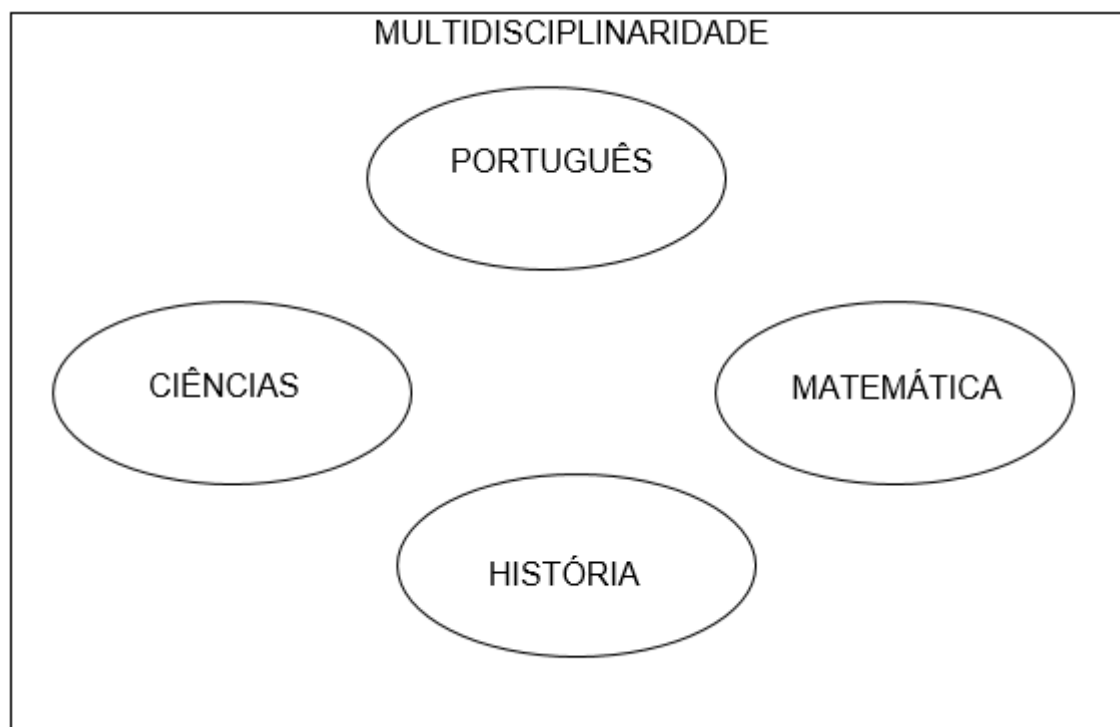 MULTIDISCIPLINARIDADE
PORTUGUÊS
CIÊNCIAS
MATEMÁTICA
HISTÓRIA